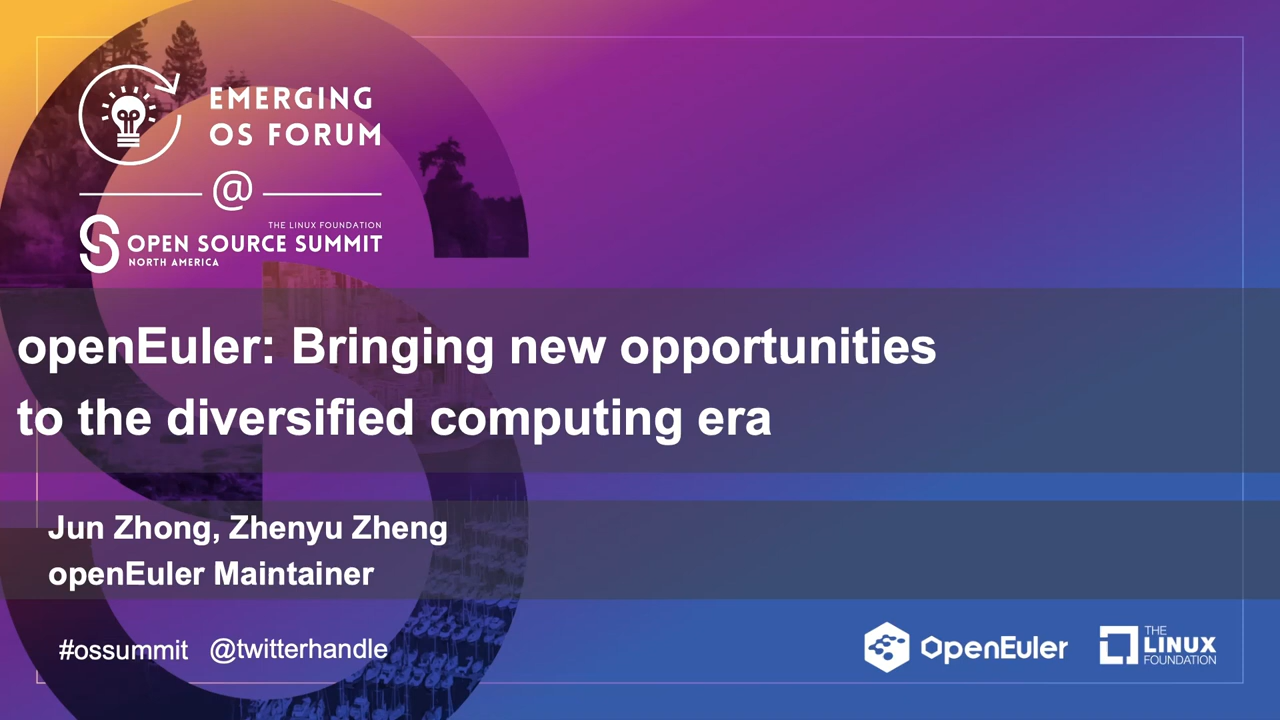 EMERGING
OS FORUM
@
THE LINUX FOUNDATION
OPEN SOURCE SUMMIT
NORTH AMERICA
openEuler: Bringing new opportunities
to the diversified computing era
Jun Zhong, Zhenyu Zheng
openEuler Maintainer
#ossummit @twitterhandle
OpenEuler
THE
LINUX
FOUNDATION